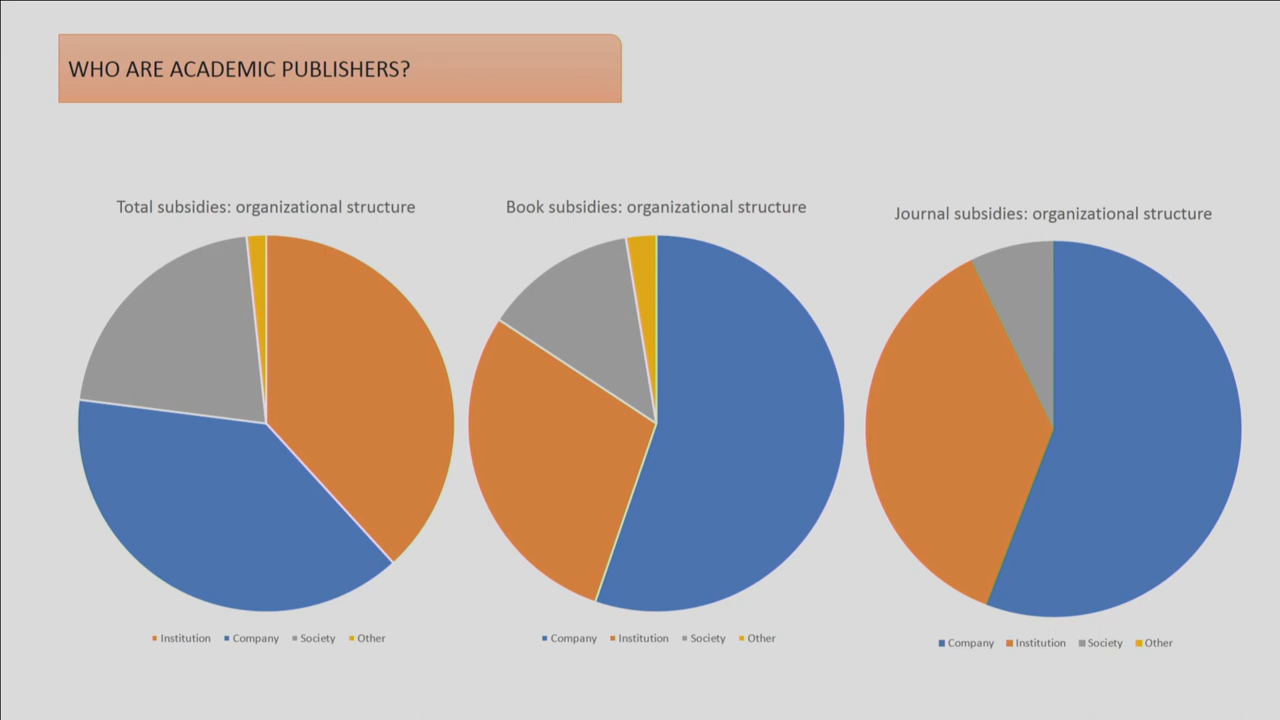 WHO ARE ACADEMIC PUBLISHERS?
Total subsidies: organizational structure
Institution Company Society Other
Book subsidies: organizational structure
Company Institution Society Other
Journal subsidies: organizational structure
Company Institution Society Other